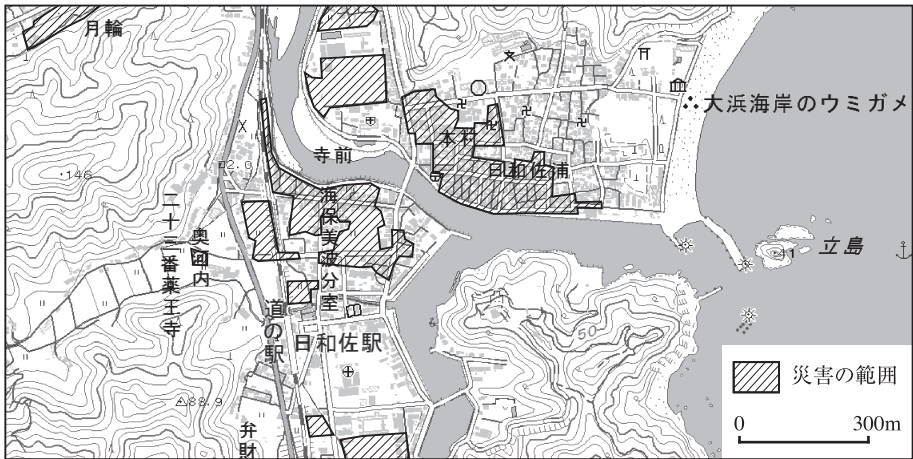 月輪
大浜海岸のウミガメ
本村
日和佐浦
寺前
146
2.0
海保美波分室
奥河内
二十三番薬王寺
立島
41
道の駅
日和佐駅
50
88.9
弁財
災害の範囲
0 300m